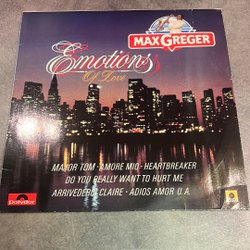 MAX GREGER
Emotions
Of Love
MAJOR TOM · AMORE MIO · HEARTBREAKER
DO YOU REALLY WANT TO HURT ME
ARRIVEDERCI CLAIRE · ADIOS AMOR U.A.
polydor